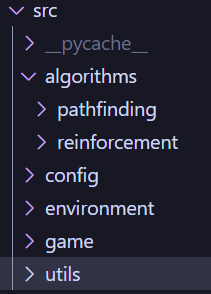 src
__pycache__
algorithms
pathfinding
reinforcement
config
environment
game
utils